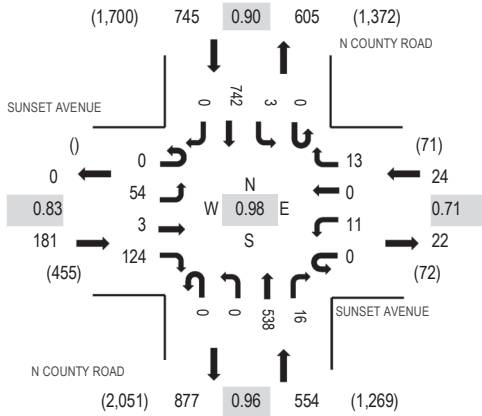 (1,700) 745 0.90 605 (1,372)
N COUNTY ROAD
SUNSET AVENUE
0 742 3 0
() 0 13 (71)
0 24
54 N 0
0.83 W 0.98 E 0.71
3 S 11
181 22
124 0
(455) (72)
0 0 538 16
SUNSET AVENUE
N COUNTY ROAD
(2,051) 877 0.96 554 (1,269)